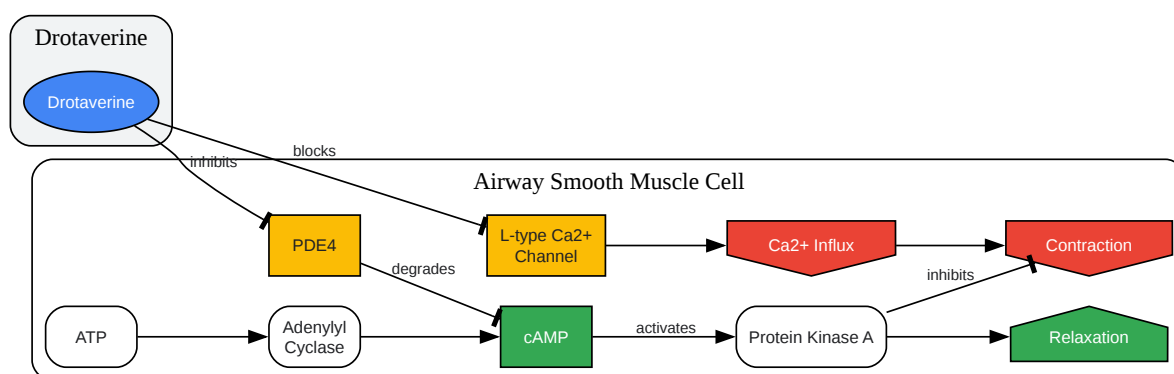 Drotaverine
Drotaverine
blocks
inhibits
Airway Smooth Muscle Cell
PDE4
L-type Ca2+
Channel
Ca2+ Influx
Contraction
degrades
inhibits
ATP
Adenylyl
Cyclase
cAMP
activates
Protein Kinase A
Relaxation